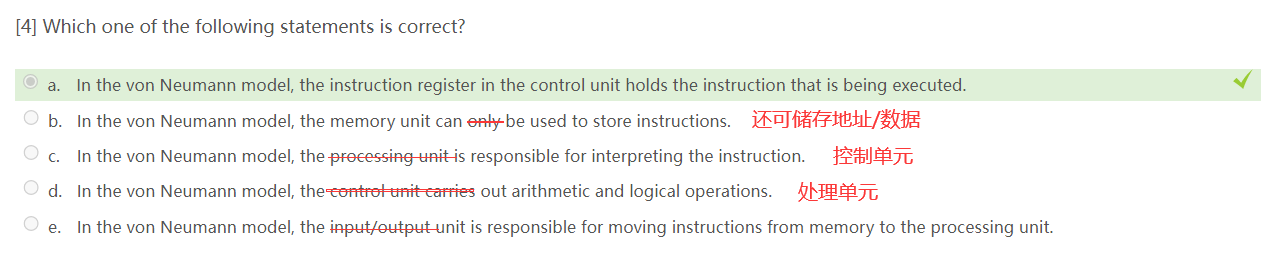 [4] Which one of the following statements is correct?
a. In the von Neumann model, the instruction register in the control unit holds the instruction that is being executed.
b. In the von Neumann model, the memory unit can only be used to store instructions. 还可储存地址/数据
c. In the von Neumann model, the processing unit is responsible for interpreting the instruction. 控制单元
d. In the von Neumann model, the control unit carries out arithmetic and logical operations. 处理单元
e. In the von Neumann model, the input/output unit is responsible for moving instructions from memory to the processing unit.